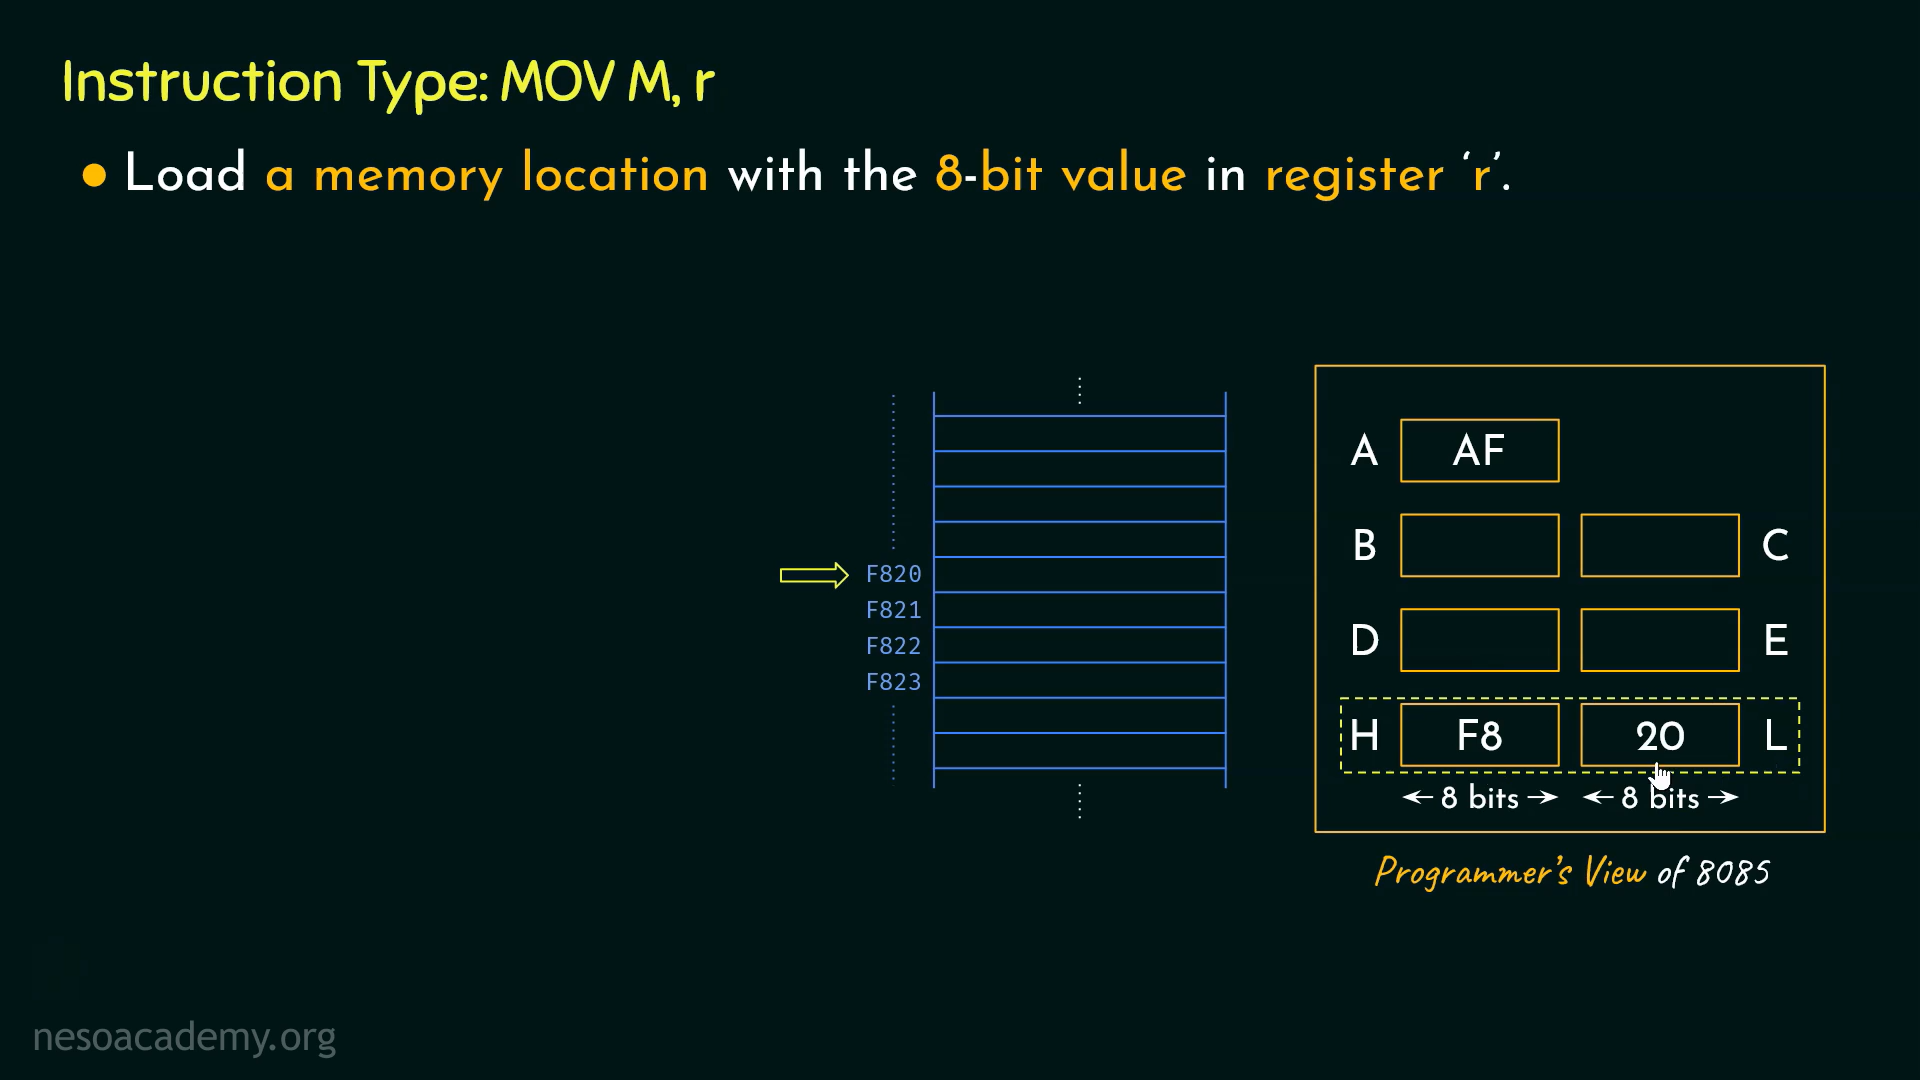 Instruction Type: MOV M, r
● Load a memory location with the 8-bit value in register ‘r’.
A AF
B C
F820
F821
D E
F822
F823
H F8 20 L
8 bits 8 bits
Programmer's View of 8085
nesoacademy.org